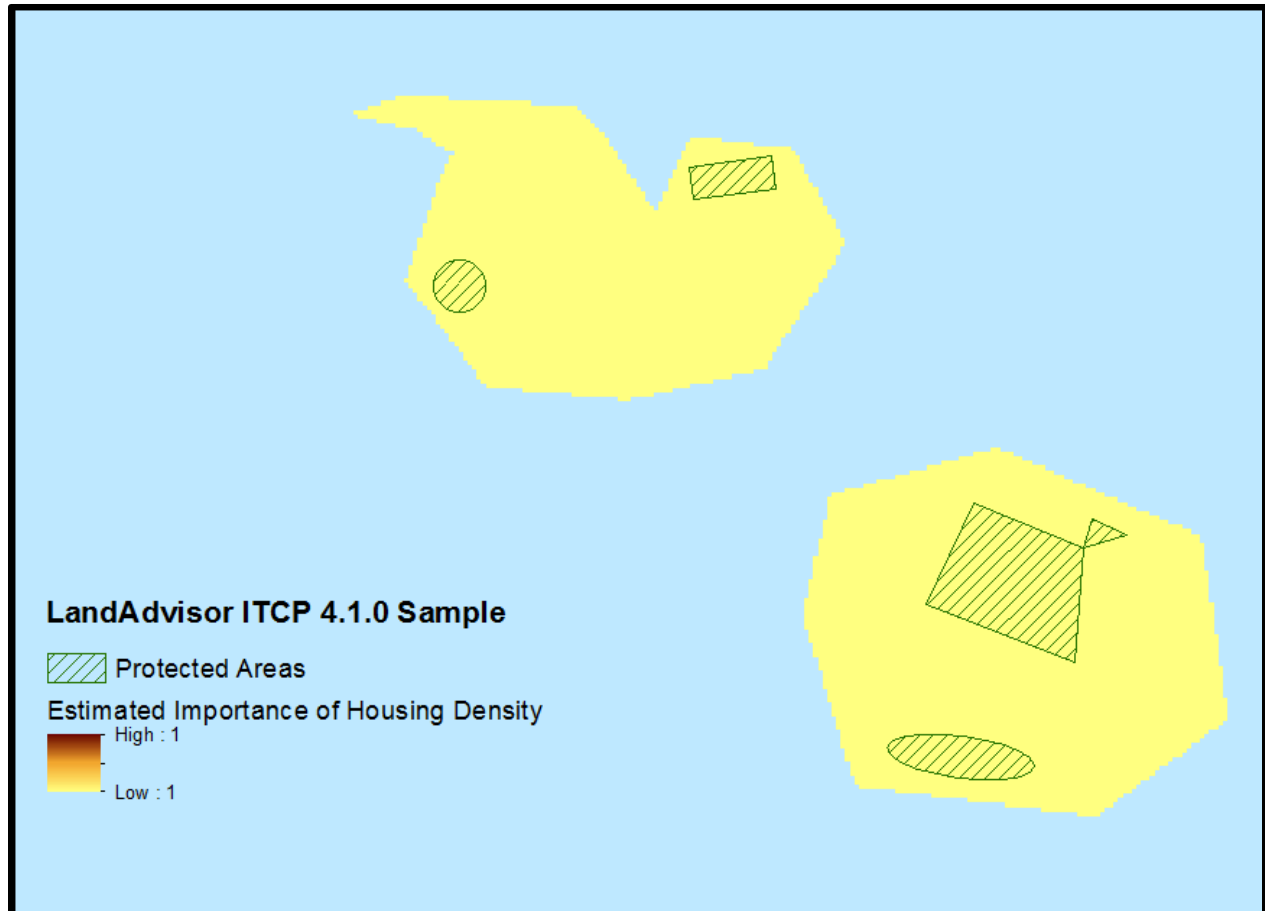 LandAdvisor ITCP 4.1.0 Sample
Protected Areas
Estimated Importance of Housing Density
High : 1
Low : 1